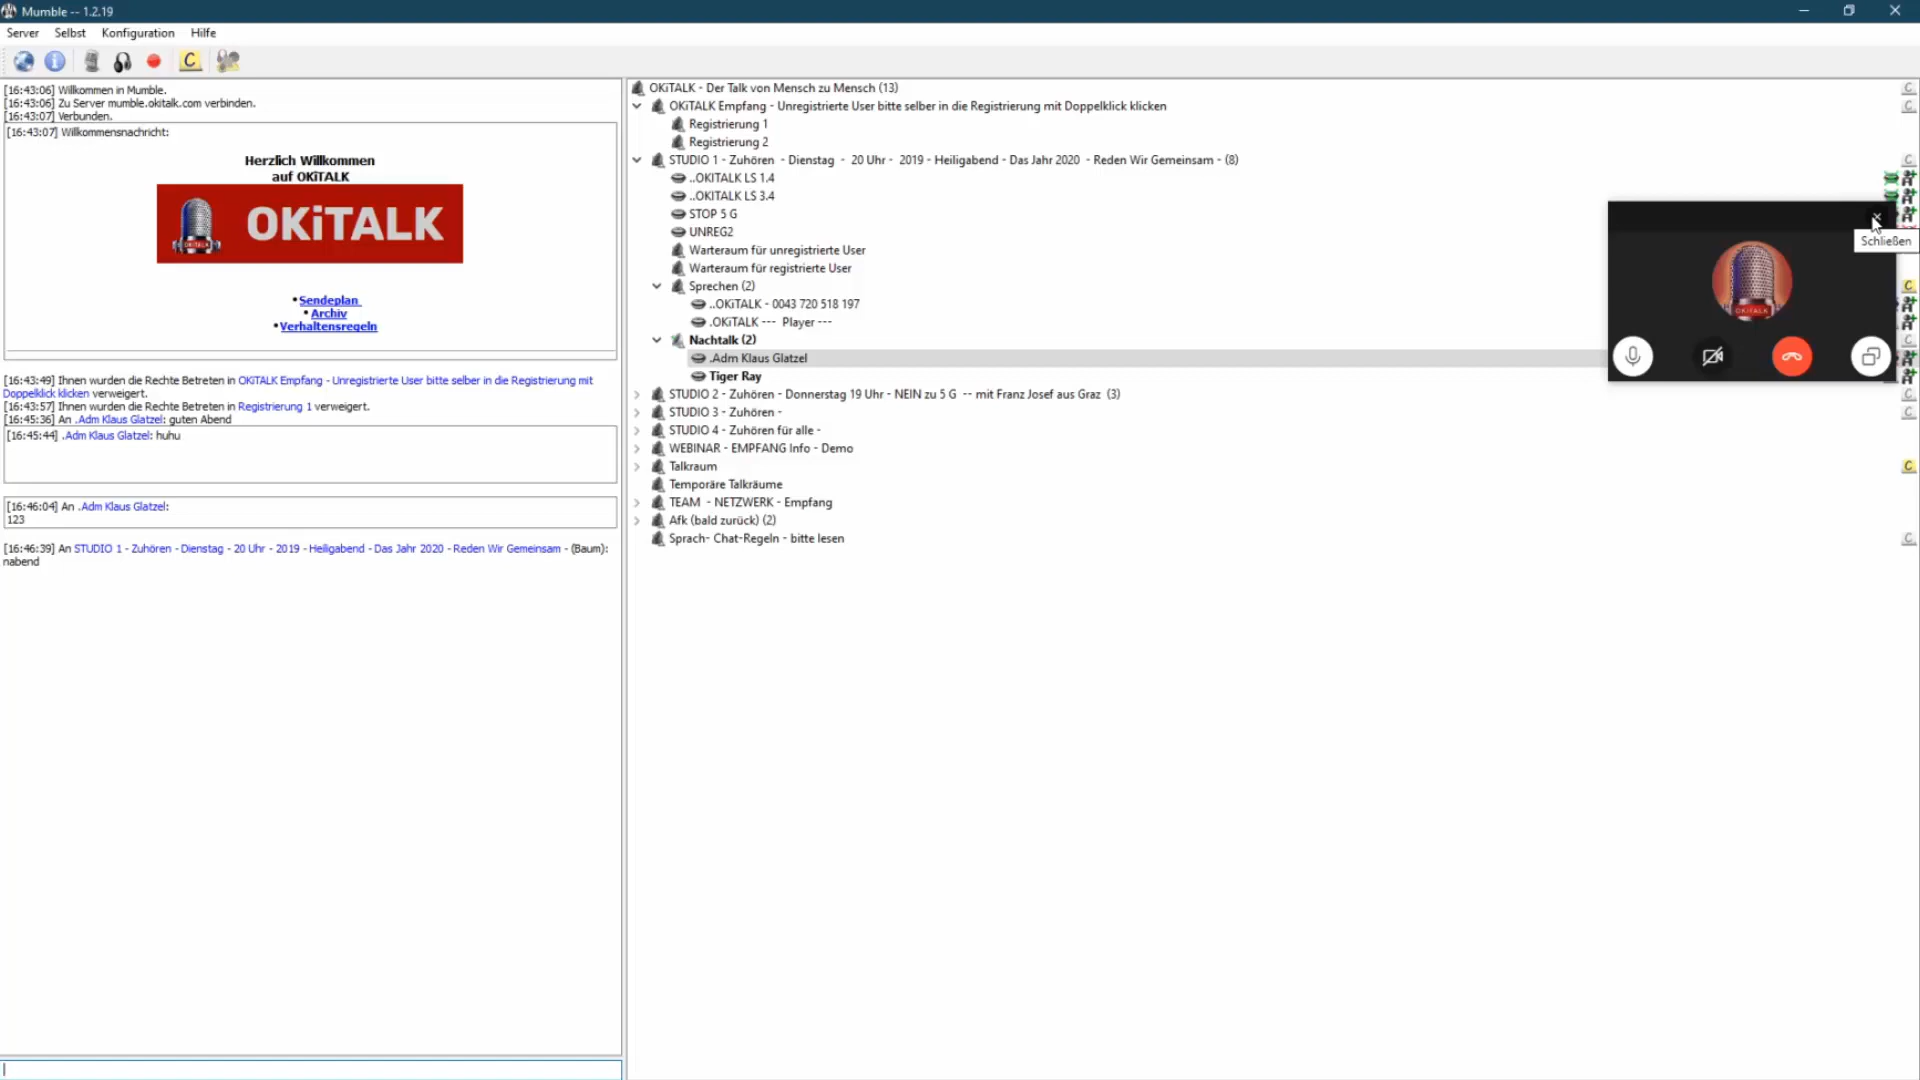 Mumble -- 1.2.19
Server Selbst Konfiguration Hilfe
C
[16:43:06] Willkommen in Mumble.
[16:43:06] Zu Server mumble.okitalk.com verbinden.
[16:43:07] Verbunden.
[16:43:07] Willkommensnachricht:
Herzlich Willkommen
auf OKiTALK
OKiTALK
OKiTALK
•Sendeplan
•Archiv
•Verhaltensregeln
[16:43:49] Ihnen wurden die Rechte Betreten in OKiTALK Empfang - Unregistrierte User bitte selber in die Registrierung mit
Doppelklick klicken verweigert.
[16:43:57] Ihnen wurden die Rechte Betreten in Registrierung 1 verweigert.
[16:45:36] An .Adm Klaus Glatzel: guten Abend
[16:45:44] .Adm Klaus Glatzel: huhu
[16:46:04] An .Adm Klaus Glatzel:
123
[16:46:39] An STUDIO 1 - Zuhören - Dienstag - 20 Uhr - 2019 - Heiligabend - Das Jahr 2020 - Reden Wir Gemeinsam - (Baum):
nabend
OKiTALK - Der Talk von Mensch zu Mensch (13)
OKiTALK Empfang - Unregistrierte User bitte selber in die Registrierung mit Doppelklick klicken
Registrierung 1
Registrierung 2
STUDIO 1 - Zuhören - Dienstag - 20 Uhr - 2019 - Heiligabend - Das Jahr 2020 - Reden Wir Gemeinsam - (8)
..OKITALK LS 1.4
..OKITALK LS 3.4
STOP 5 G
UNREG2
Warteraum für unregistrierte User
Warteraum für registrierte User
Sprechen (2)
..OKiTALK - 0043 720 518 197
.OKiTALK --- Player ---
Nachtalk (2)
.Adm Klaus Glatzel
Tiger Ray
STUDIO 2 - Zuhören - Donnerstag 19 Uhr - NEIN zu 5 G -- mit Franz Josef aus Graz (3)
STUDIO 3 - Zuhören -
STUDIO 4 - Zuhören für alle -
WEBINAR - EMPFANG Info - Demo
Talkraum
Temporäre Talkräume
TEAM - NETZWERK - Empfang
Afk (bald zurück) (2)
Sprach- Chat-Regeln - bitte lesen
Schließen
OKITALK